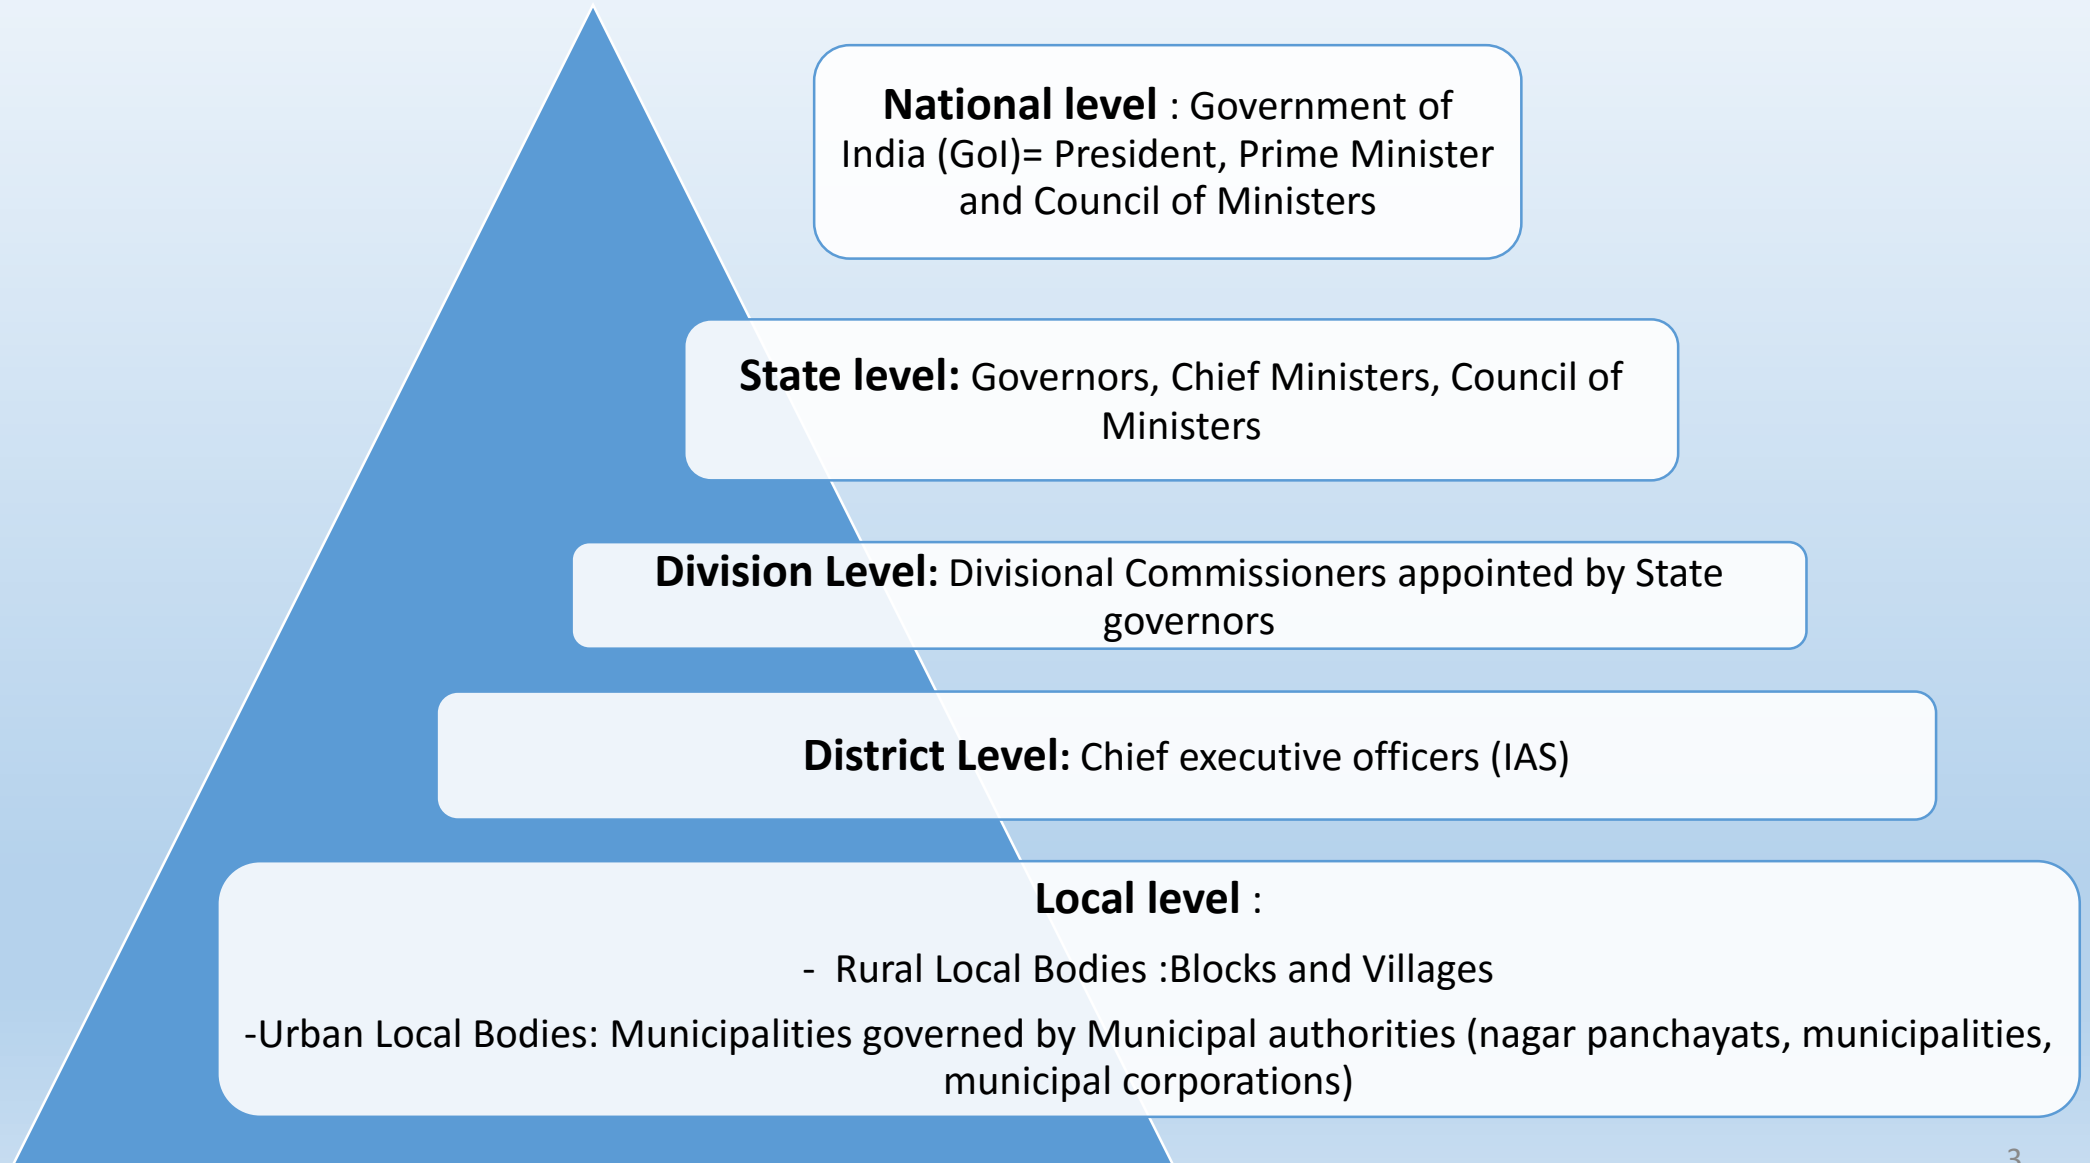 National level : Government of
India (GoI)= President, Prime Minister
and Council of Ministers
State level: Governors, Chief Ministers, Council of
Ministers
Division Level: Divisional Commissioners appointed by State
governors
District Level: Chief executive officers (IAS)
Local level :
- Rural Local Bodies :Blocks and Villages
-Urban Local Bodies: Municipalities governed by Municipal authorities (nagar panchayats, municipalities,
municipal corporations)
3